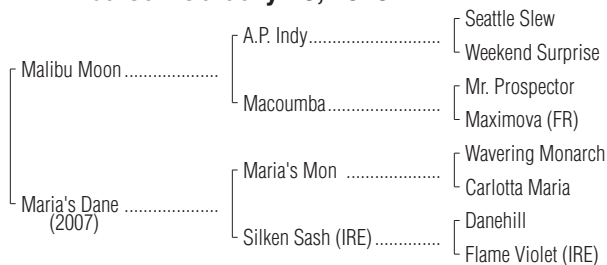 A.P. Indy
Seattle Slew
Weekend Surprise
Malibu Moon
Macoumba
Mr. Prospector
Maximova (FR)
Maria's Mon
Wavering Monarch
Carlotta Maria
Maria's Dane
(2007)
Silken Sash (IRE)
Danehill
Flame Violet (IRE)